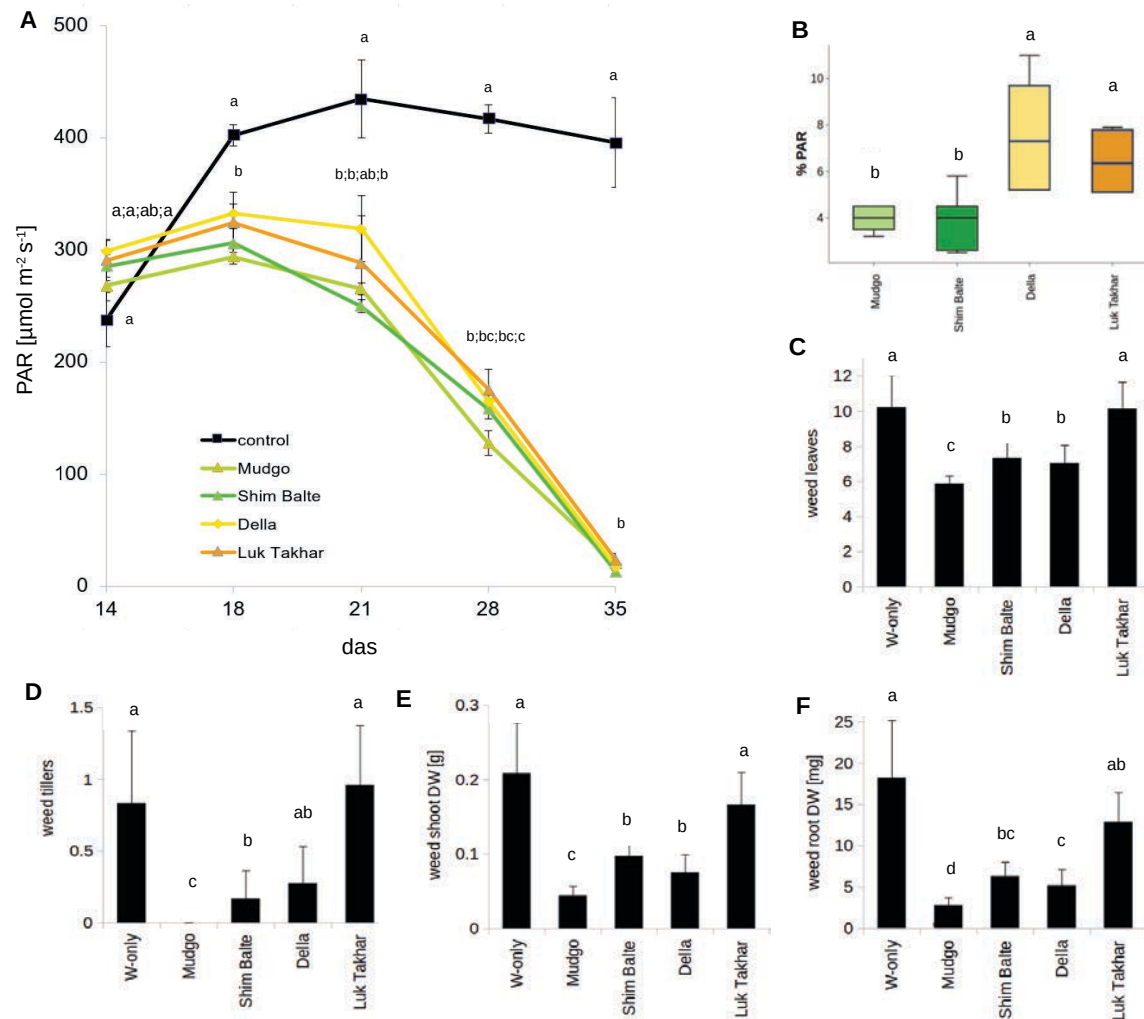 A
500
400
300
200
100
0
PAR [µmol m-2 s-1]
14
18
21
28
35
das
a
a
a
a
a
a;a;ab;a
b
b;b;ab;b
b;bc;bc;c
b
control
Mudgo
Shim Balte
Della
Luk Takhar
B
10
8
6
4
% PAR
b
b
a
a
Mudgo
Shim Balte
Della
Luk Takhar
C
12
10
8
6
4
2
0
weed leaves
a
c
b
b
a
W-only
Mudgo
Shim Balte
Della
Luk Takhar
D
1.5
1
0.5
0
weed tillers
a
c
b
ab
a
W-only
Mudgo
Shim Balte
Della
Luk Takhar
E
0.3
0.2
0.1
0
weed shoot DW [g]
a
c
b
b
a
W-only
Mudgo
Shim Balte
Della
Luk Takhar
F
25
20
15
10
5
0
weed root DW [mg]
a
d
bc
c
ab
W-only
Mudgo
Shim Balte
Della
Luk Takhar